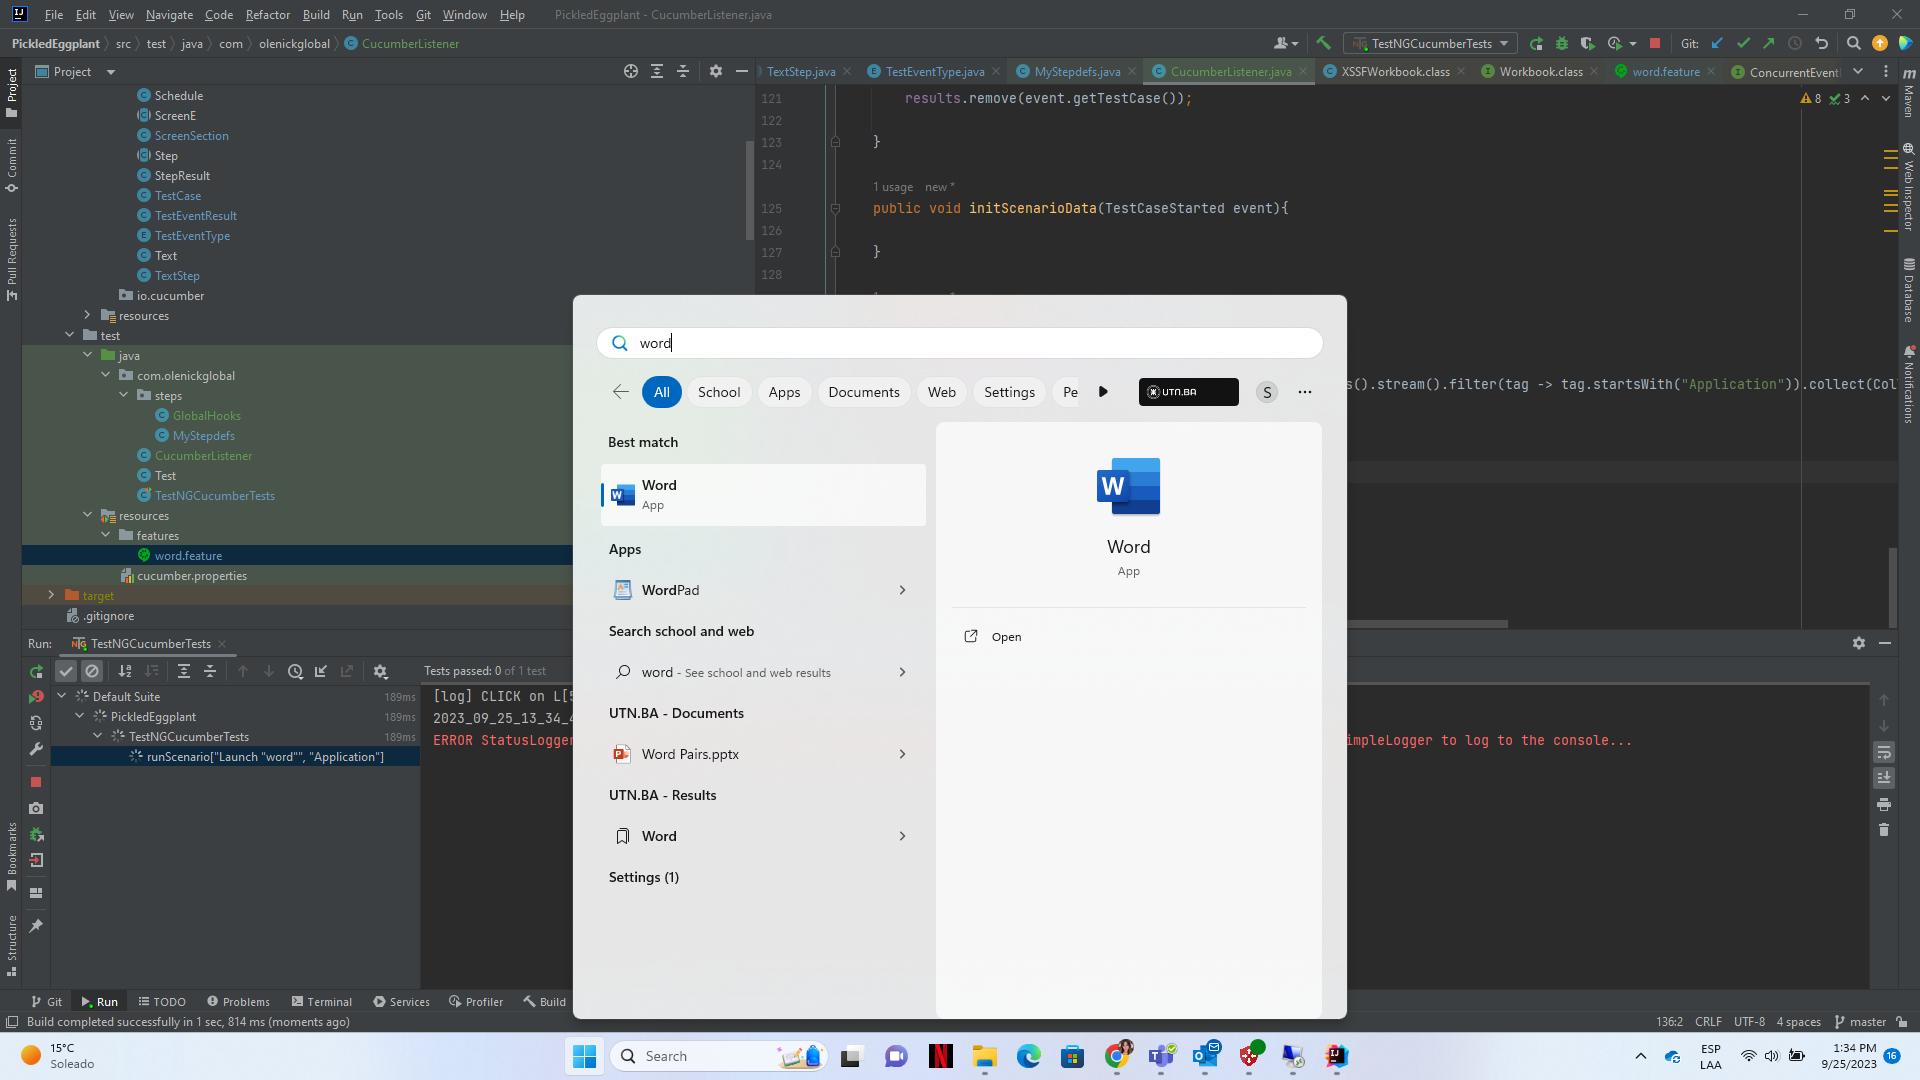 File Edit View Navigate Code Refactor Build Run Tools Git Window Help PickledEggplant - CucumberListener.java
PickledEggplant src test java com olenickglobal CucumberListener TestNGCucumberTests Git:
Project TextStep.java TestEventType.java MyStepdefs.java CucumberListener.java XSSFWorkbook.class Workbook.class word.feature ConcurrentEvent
Project
Commit
Pull Requests
Bookmarks
Structure
Schedule
ScreenE
ScreenSection
Step
StepResult
TestCase
TestEventResult
TestEventType
Text
TextStep
io.cucumber
resources
test
java
com.olenickglobal
steps
GlobalHooks
MyStepdefs
CucumberListener
Test
TestNGCucumberTests
resources
features
word.feature
cucumber.properties
target
.gitignore
121 results.remove(event.getTestCase());
122
123 }
124
1 usage new *
125 public void initScenarioData(TestCaseStarted event){
126
127 }
128
8 3
s().stream().filter(tag -> tag.startsWith("Application")).collect(Col
Maven
Web Inspector
Database
Notifications
word
All School Apps Documents Web Settings Pe UTN.BA S
Best match
Word
App
Apps
WordPad
Search school and web
word - See school and web results
UTN.BA - Documents
Word Pairs.pptx
UTN.BA - Results
Word
Settings (1)
Word
App
Open
Run: TestNGCucumberTests
Tests passed: 0 of 1 test
Default Suite 189ms
PickledEggplant 189ms
TestNGCucumberTests 189ms
runScenario["Launch "word"", "Application"]
[log] CLICK on L[5
2023_09_25_13_34_4
ERROR StatusLogger impleLogger to log to the console...
Git Run TODO Problems Terminal Services Profiler Build
Build completed successfully in 1 sec, 814 ms (moments ago) 136:2 CRLF UTF-8 4 spaces master
15°C
Soleado
Search
ESP
LAA
1:34 PM
9/25/2023
16